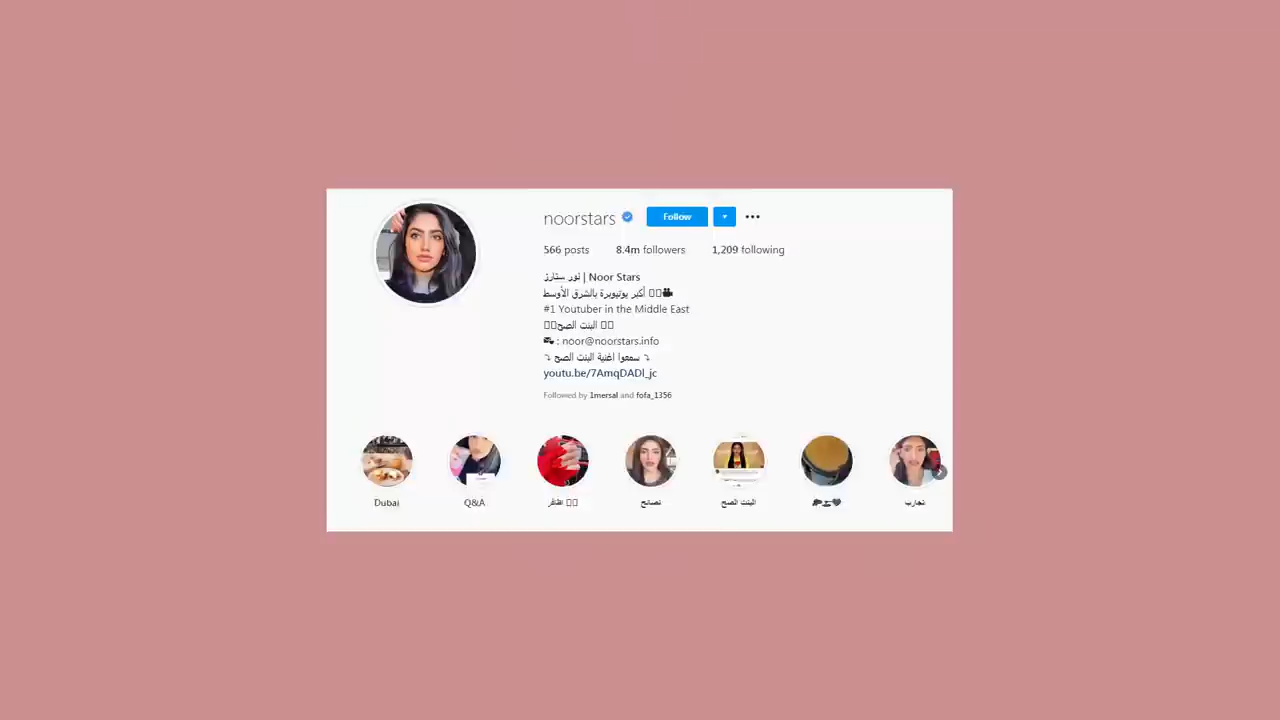 noorstars
Follow
566 posts 8.4m followers 1,209 following
نور ستارز | Noor Stars
أكبر يوتيوبرة بالشرق الأوسط
#1 Youtuber in the Middle East
البنت الصح
: noor@noorstars.info
سمعوا اغنية البنت الصح
youtu.be/7AmqDADl_jc
Followed by 1mersal and fofa_1356
Dubai Q&A اظافر نصائح البنت الصح تجارب